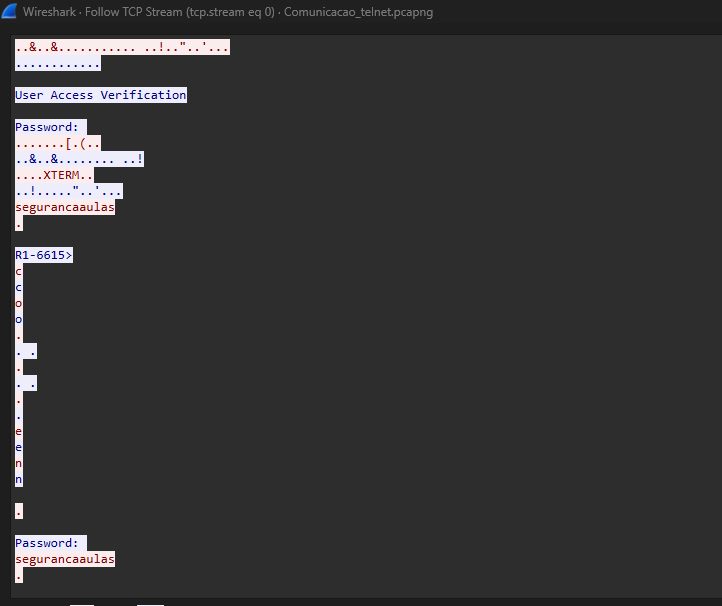 Wireshark · Follow TCP Stream (tcp.stream eq 0) · Comunicacao_telnet.pcapng
..&..&........... ..!.."..'...
............
User Access Verification
Password:
.......[.(..
..&..&........ ..!
....XTERM..
..!....."..'...
segurancaaulas
.
R1-6615>
c
c
o
o
.
. .
.
. .
.
.
e
e
n
n
.
Password:
segurancaaulas
.